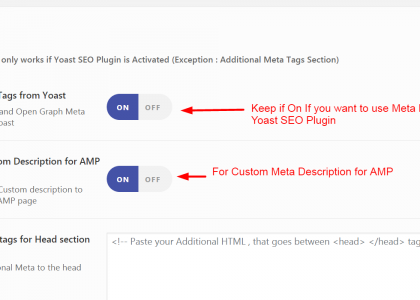 only works if Yoast SEO Plugin is Activated (Exception : Additional Meta Tags Section)
Tags from Yoast
and Open Graph Meta
oast
ON OFF
Keep if On If you want to use Meta
Yoast SEO Plugin
om Description for AMP
Custom description to
AMP page
ON OFF
For Custom Meta Description for AMP
tags for Head section
onal Meta to the head
<!-- Paste your Additional HTML , that goes between <head> </head> tag